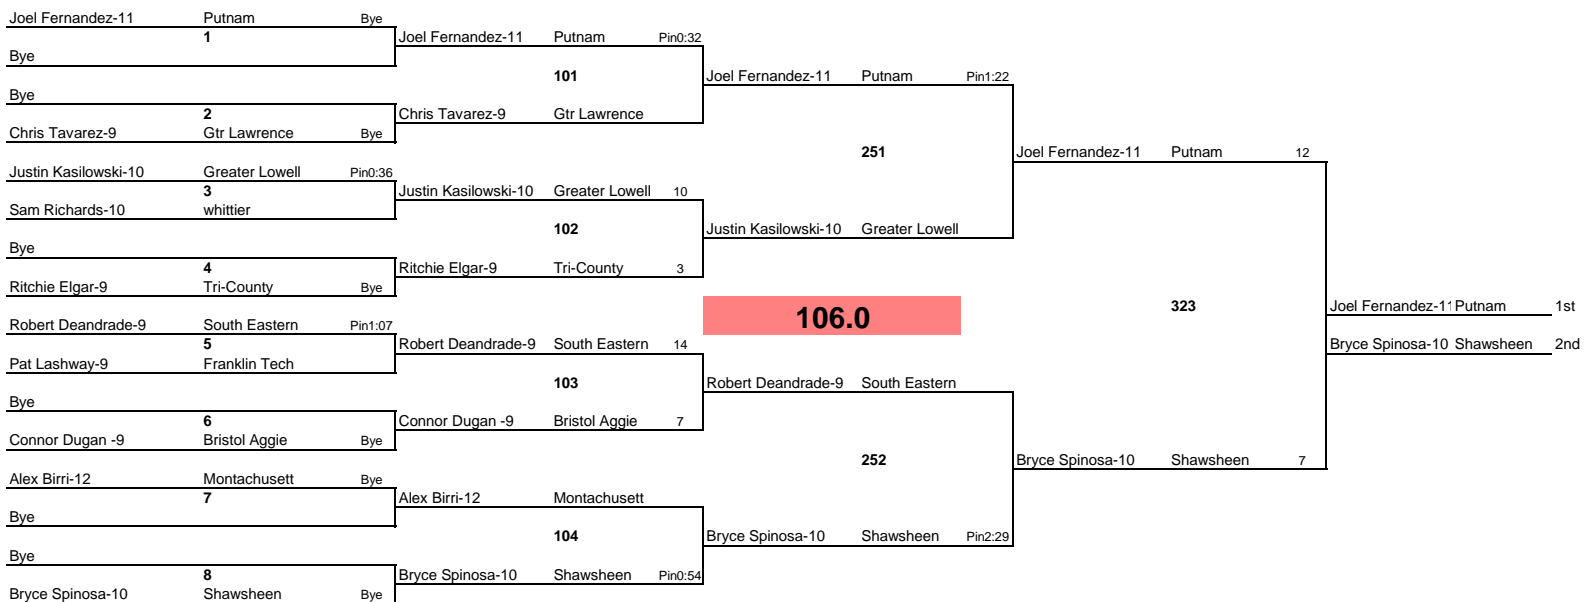 Joel Fernandez-11 Putnam Bye
1
Bye
Joel Fernandez-11 Putnam Pin0:32
101
Joel Fernandez-11 Putnam Pin1:22
Bye
2
Chris Tavarez-9 Gtr Lawrence Bye
Chris Tavarez-9 Gtr Lawrence
251
Joel Fernandez-11 Putnam 12
Justin Kasilowski-10 Greater Lowell Pin0:36
3
Sam Richards-10 whittier
Justin Kasilowski-10 Greater Lowell 10
102
Justin Kasilowski-10 Greater Lowell
Bye
4
Ritchie Elgar-9 Tri-County Bye
Ritchie Elgar-9 Tri-County 3
106.0
323
Joel Fernandez-11 Putnam 1st
Robert Deandrade-9 South Eastern Pin1:07
5
Pat Lashway-9 Franklin Tech
Robert Deandrade-9 South Eastern 14
Bryce Spinosa-10 Shawsheen 2nd
103
Robert Deandrade-9 South Eastern
Bye
6
Connor Dugan -9 Bristol Aggie Bye
Connor Dugan -9 Bristol Aggie 7
252
Bryce Spinosa-10 Shawsheen 7
Alex Birri-12 Montachusett Bye
7
Bye
Alex Birri-12 Montachusett
104
Bryce Spinosa-10 Shawsheen Pin2:29
Bye
8
Bryce Spinosa-10 Shawsheen Bye
Bryce Spinosa-10 Shawsheen Pin0:54